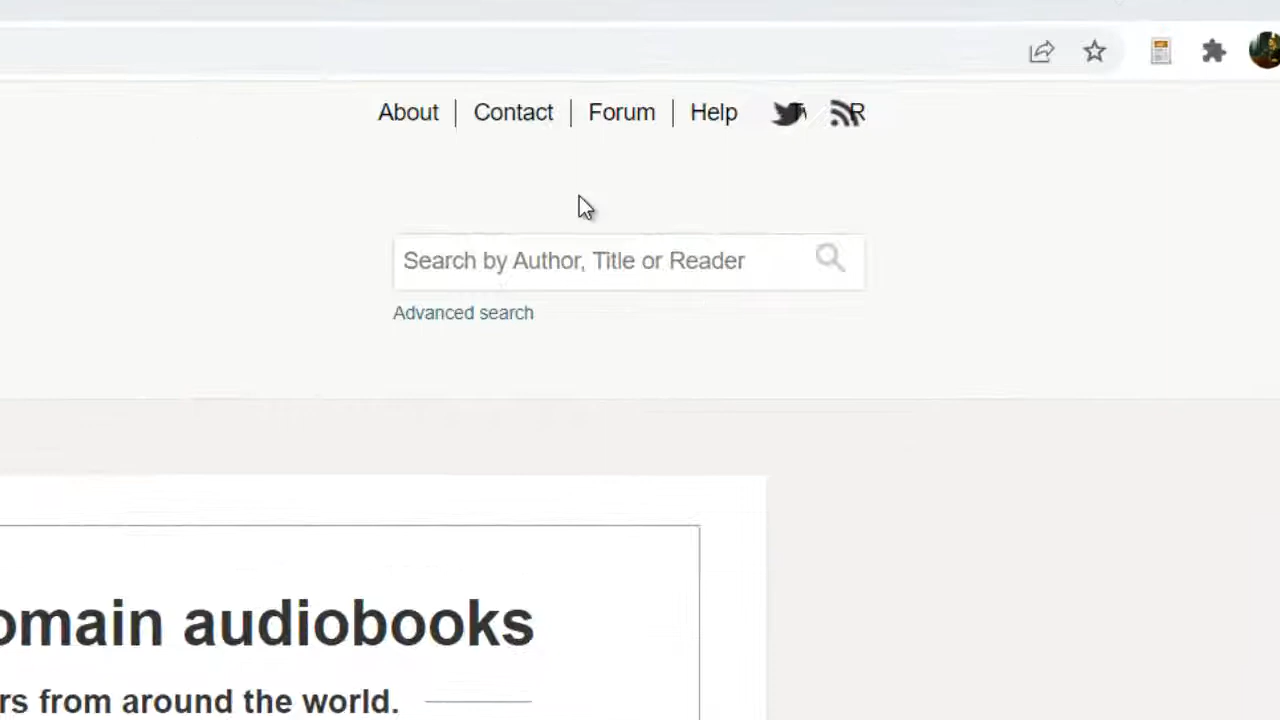 About | Contact | Forum | Help R
Search by Author, Title or Reader
Advanced search
omain audiobooks
rs from around the world.